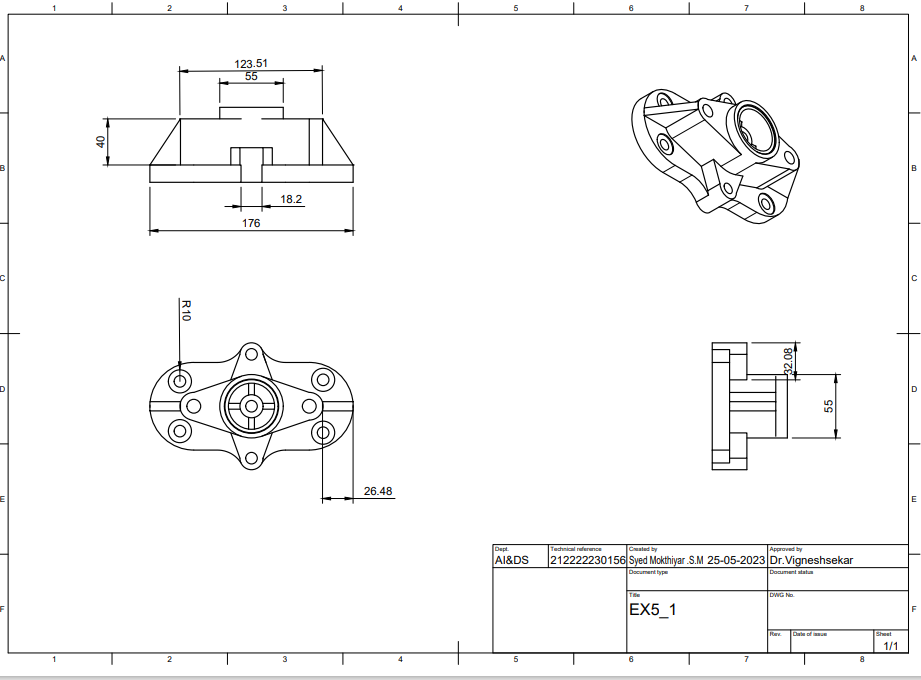 1 2 3 4 5 6 7 8
A A
123.51
55
40
B B
18.2
176
C C
R10
32.08
D D
55
26.48
E E
Dept. Technical reference Created by Approved by
AI&DS 212222230156 Syed Mokthiyar .S.M 25-05-2023 Dr.Vigneshsekar
Document type Document status
Title DWG No.
EX5_1
F F
Rev. Date of issue Sheet
1/1
1 2 3 4 5 6 7 8